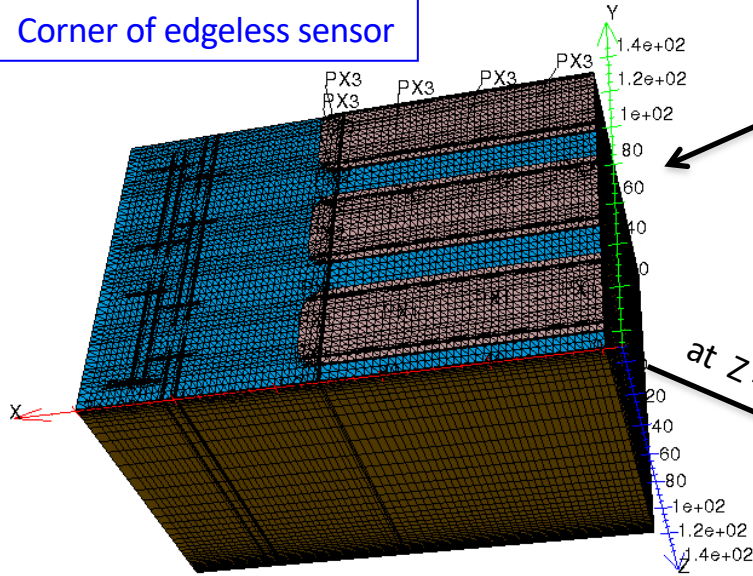 Corner of edgeless sensor
Y
1.4e+02
1.2e+02
1e+02
80
60
40
PX3
PX3
PX3
PX3
PX3
X
at Z
20
40
60
80
1e+02
1.2e+02
1.4e+02
Z